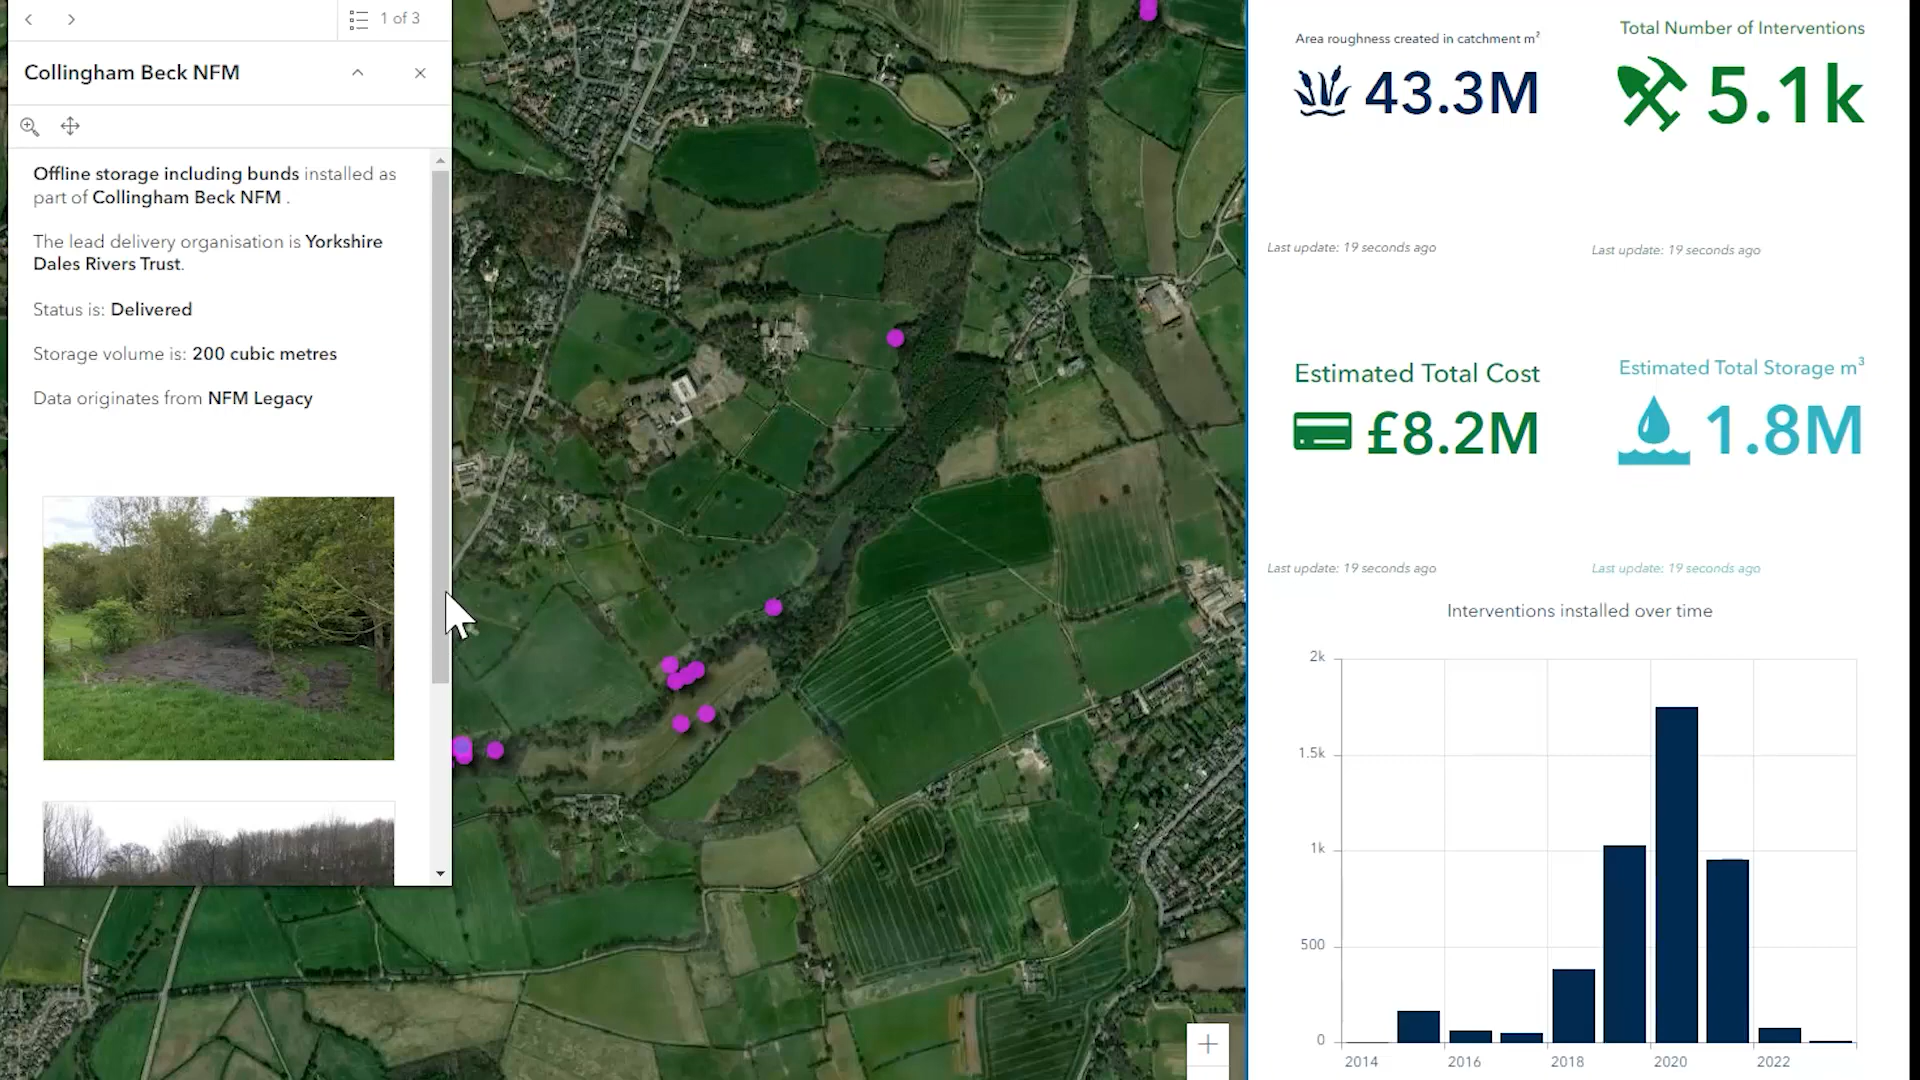 1 of 3
Collingham Beck NFM
Offline storage including bunds installed as
part of Collingham Beck NFM .
The lead delivery organisation is Yorkshire
Dales Rivers Trust.
Status is: Delivered
Storage volume is: 200 cubic metres
Data originates from NFM Legacy
Area roughness created in catchment m²
43.3M
Last update: 19 seconds ago
Total Number of Interventions
5.1k
Last update: 19 seconds ago
Estimated Total Cost
£8.2M
Last update: 19 seconds ago
Estimated Total Storage m³
1.8M
Last update: 19 seconds ago
Interventions installed over time
2k
1.5k
1k
500
0
2014 2016 2018 2020 2022